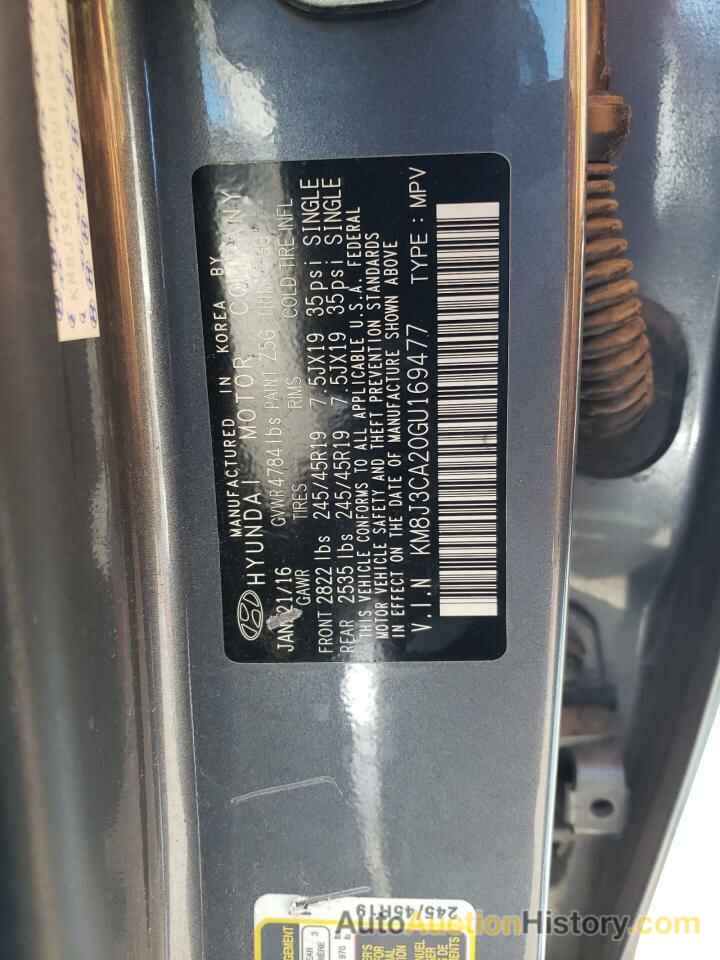 MANUFACTURED IN KOREA BY
HYUNDAI MOTOR COMPANY
JAN/21/16 GVWR 4784 lbs PAINT Z5G TRIM
GAWR TIRES RIMS COLD TIRE INFL
FRONT 2822 lbs 245/45R19 7.5JX19 35psi SINGLE
REAR 2535 lbs 245/45R19 7.5JX19 35psi SINGLE
THIS VEHICLE CONFORMS TO ALL APPLICABLE U.S.A. FEDERAL
MOTOR VEHICLE SAFETY AND THEFT PREVENTION STANDARDS
IN EFFECT ON DATE OF MANUFACTURE SHOWN ABOVE
V.I.N KM8J3CA20GU169477 TYPE : MPV
245/45R19
AutoAuctionHistory.com